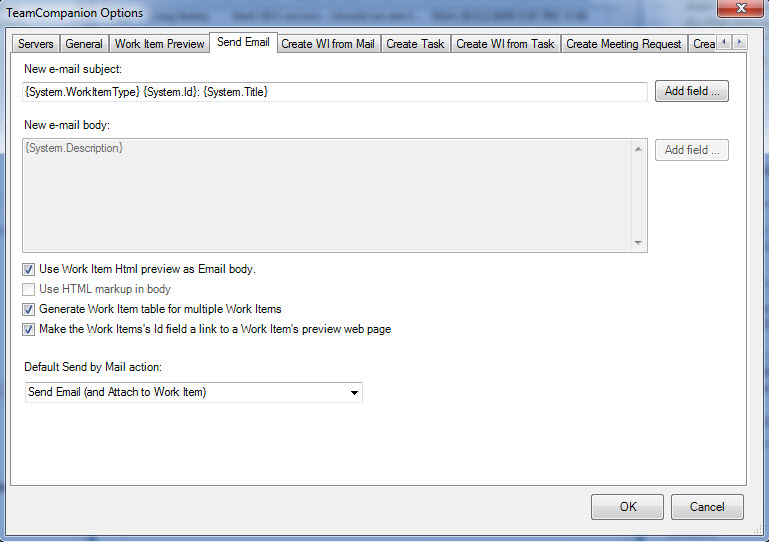 TeamCompanion Options
Servers General Work Item Preview Send Email Create WI from Mail Create Task Create WI from Task Create Meeting Request Crea
New e-mail subject:
{System.WorkItemType} {System.Id}: {System.Title} Add field ...
New e-mail body:
{System.Description} Add field ...
Use Work Item Html preview as Email body.
Use HTML markup in body
Generate Work Item table for multiple Work Items
Make the Work Items's Id field a link to a Work Item's preview web page
Default Send by Mail action:
Send Email (and Attach to Work Item)
OK Cancel